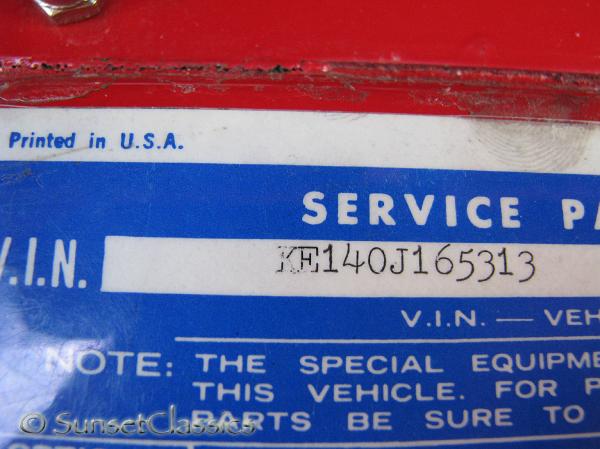 Printed in U.S.A.
SERVICE
V.I.N. KE140J165313
V.I.N. — VEH
NOTE: THE SPECIAL EQUIPME
THIS VEHICLE. FOR P
PARTS BE SURE TO
© SunsetClassics